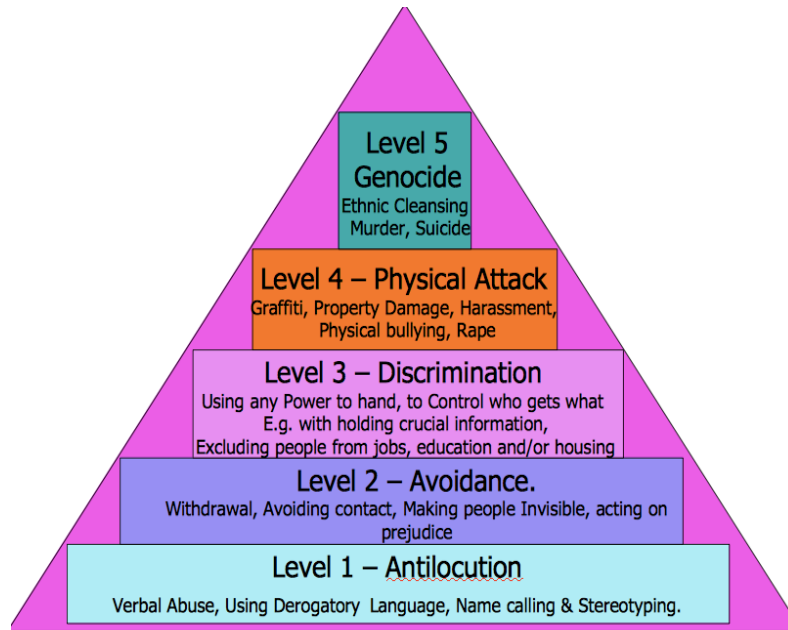 Level 5
Genocide
Ethnic Cleansing
Murder, Suicide
Level 4 – Physical Attack
Graffiti, Property Damage, Harassment,
Physical bullying, Rape
Level 3 – Discrimination
Using any Power to hand, to Control who gets what
E.g. with holding crucial information,
Excluding people from jobs, education and/or housing
Level 2 – Avoidance.
Withdrawal, Avoiding contact, Making people Invisible, acting on
prejudice
Level 1 – Antilocution
Verbal Abuse, Using Derogatory Language, Name calling & Stereotyping.